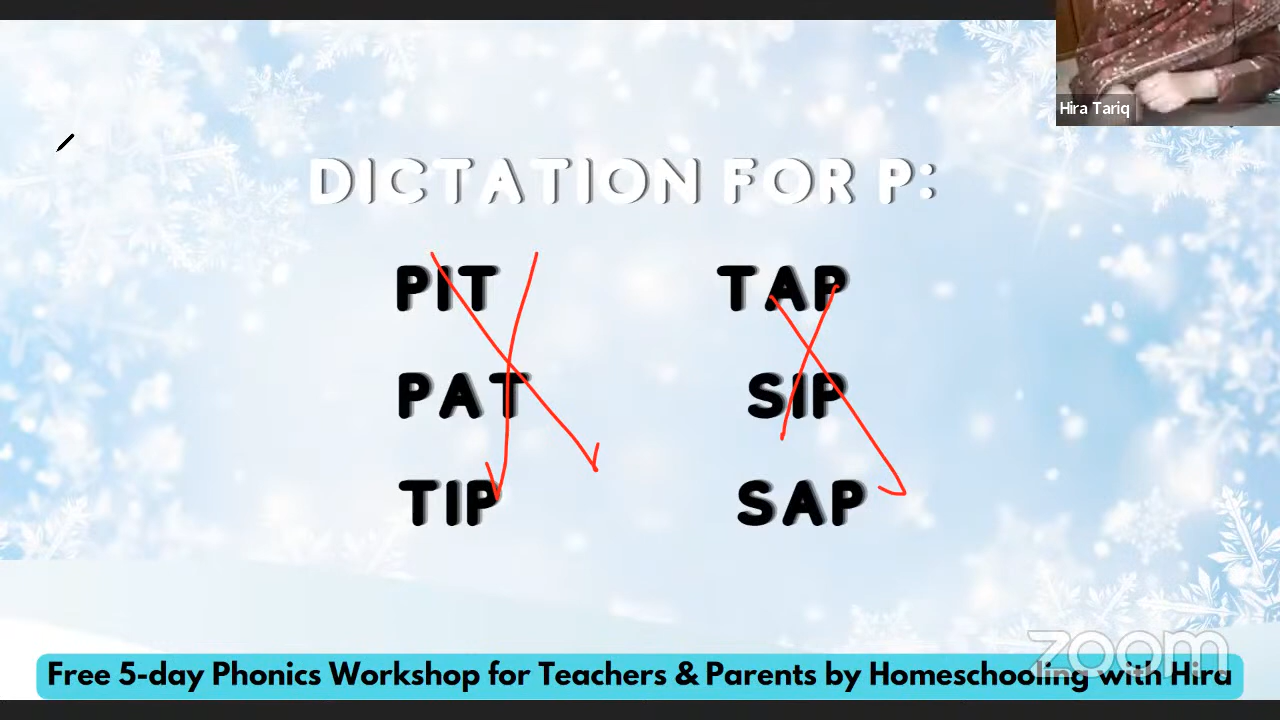 Hira Tariq
DICTATION FOR P:
PIT
PAT
TIP
TAP
SIP
SAP
zoom
Free 5-day Phonics Workshop for Teachers & Parents by Homeschooling with Hira